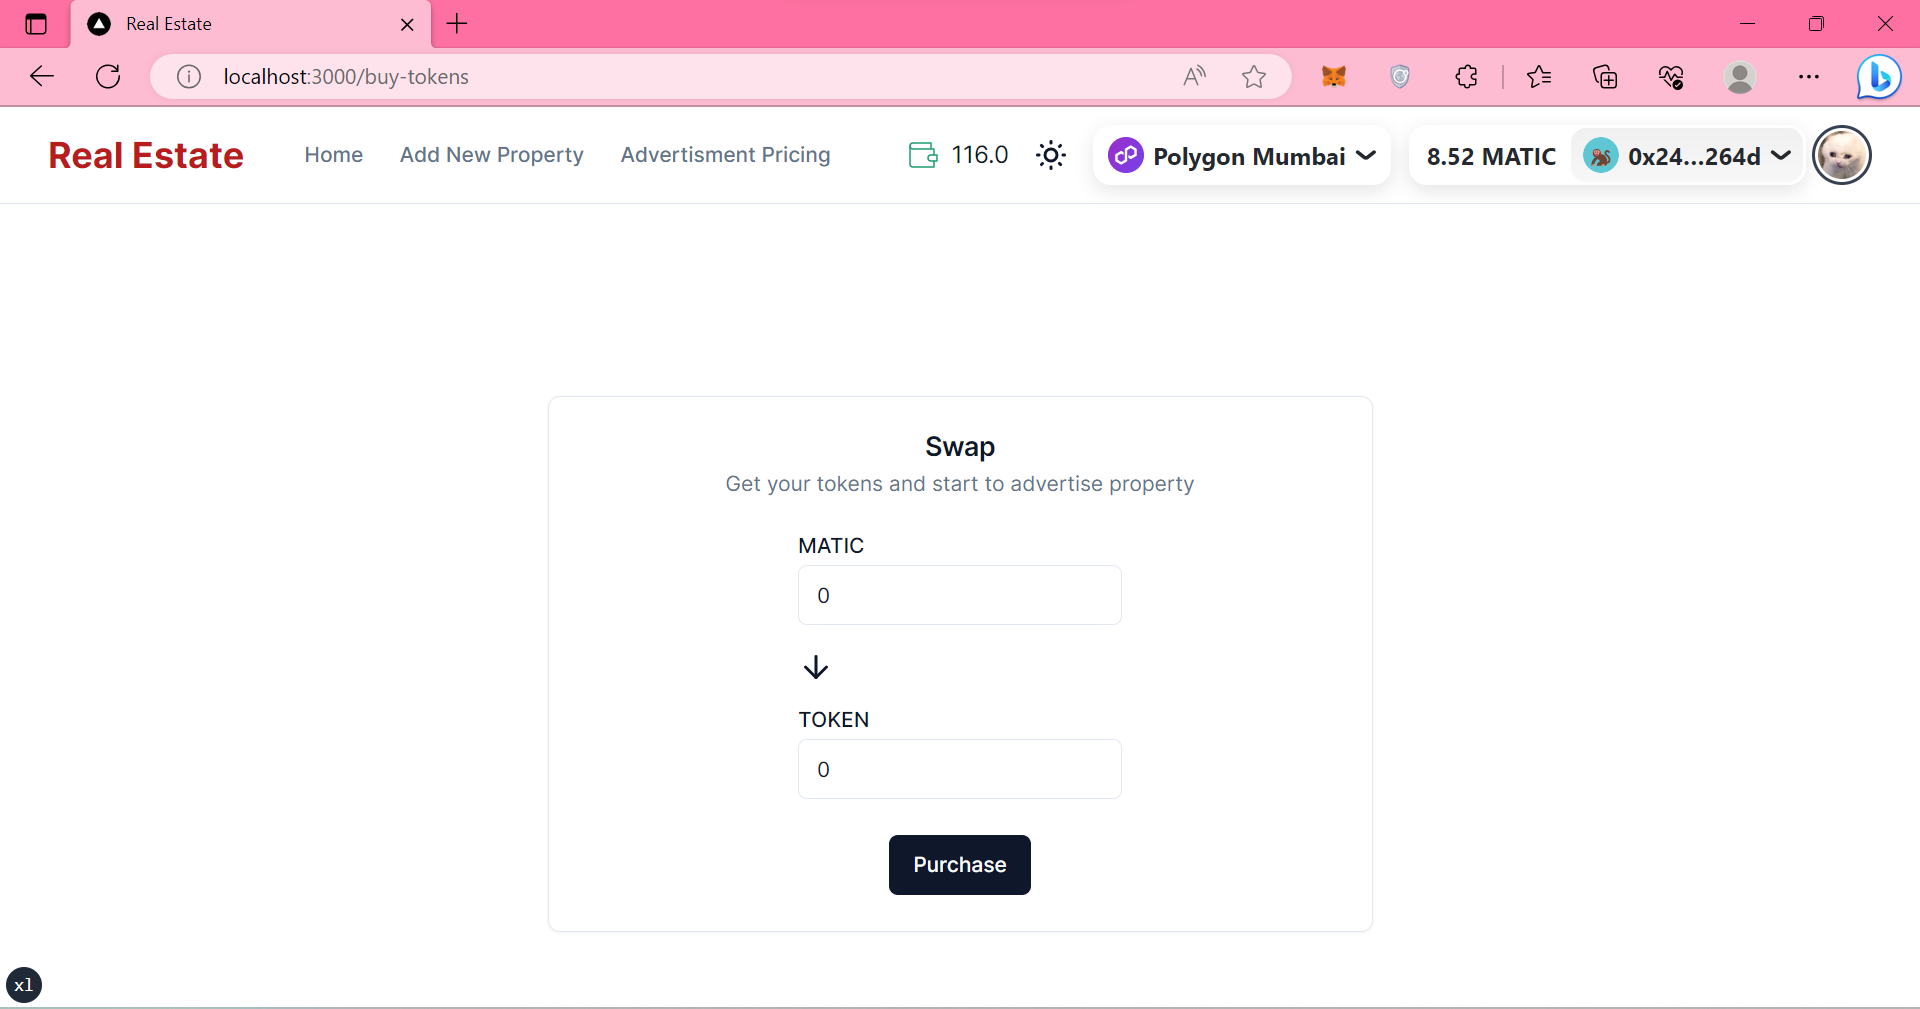 Real Estate
localhost:3000/buy-tokens
Real Estate
Home
Add New Property
Advertisment Pricing
116.0
Polygon Mumbai
8.52 MATIC
0x24...264d
Swap
Get your tokens and start to advertise property
MATIC
0
TOKEN
0
Purchase
xl